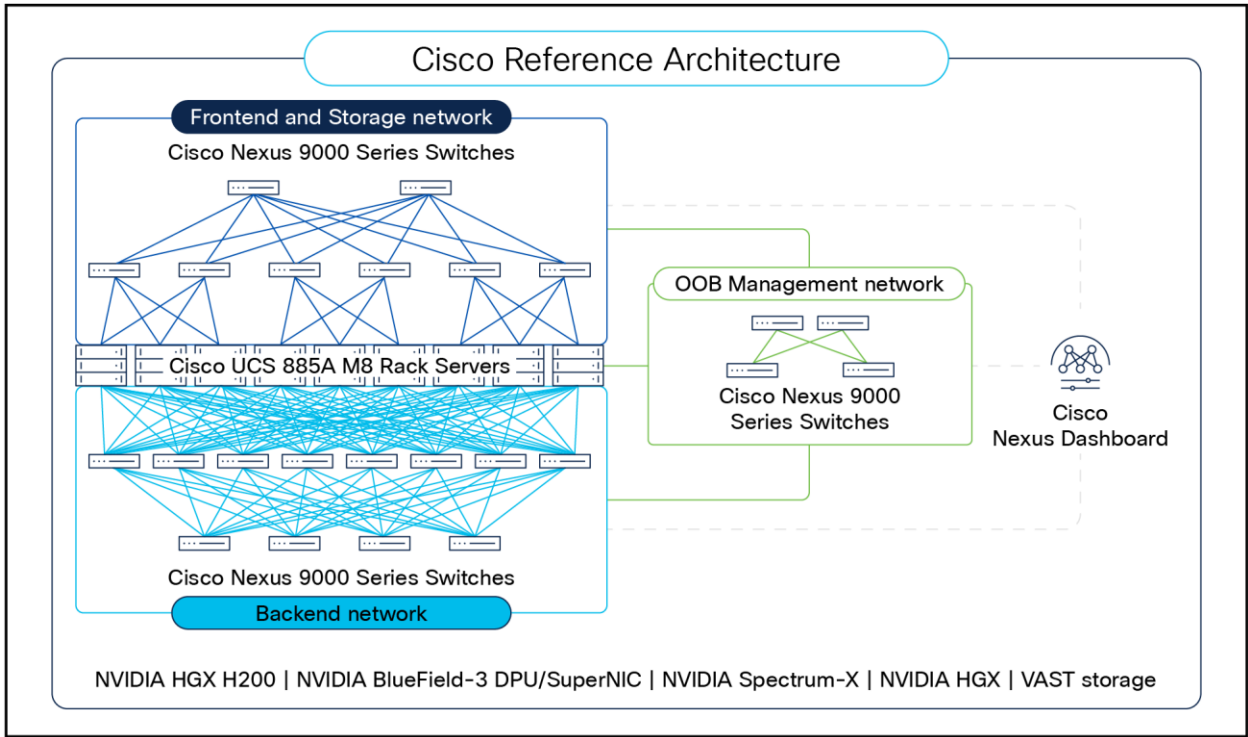 Cisco Reference Architecture
Frontend and Storage network
Cisco Nexus 9000 Series Switches
OOB Management network
Cisco UCS 885A M8 Rack Servers
Cisco Nexus 9000
Series Switches
Cisco
Nexus Dashboard
Cisco Nexus 9000 Series Switches
Backend network
NVIDIA HGX H200 | NVIDIA BlueField-3 DPU/SuperNIC | NVIDIA Spectrum-X | NVIDIA HGX | VAST storage